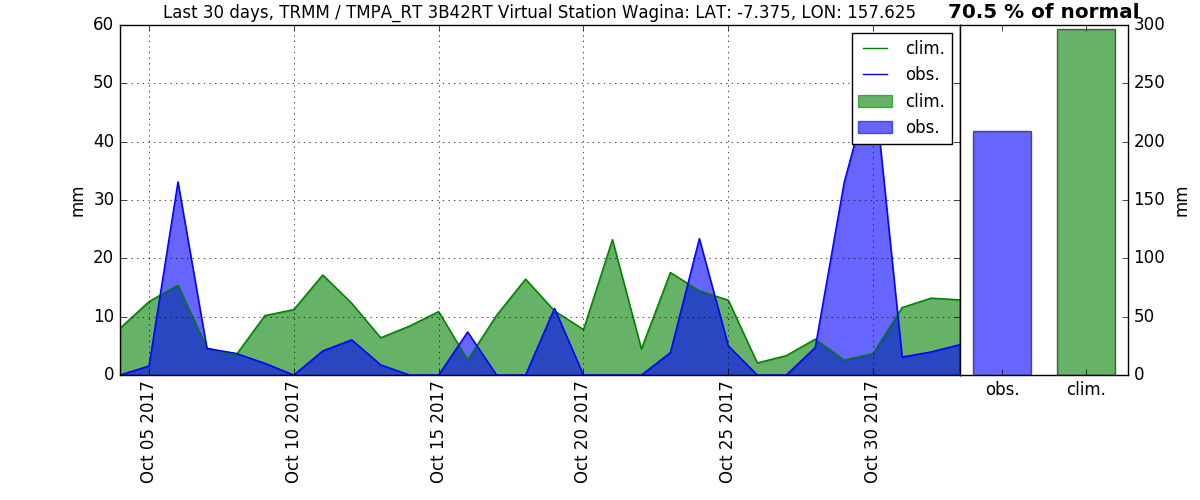 Last 30 days, TRMM / TMPA_RT 3B42RT Virtual Station Wagina: LAT: -7.375, LON: 157.625
70.5 % of normal
60
50
40
30
20
10
0
mm
clim.
obs.
clim.
obs.
300
250
200
150
100
50
0
mm
obs.
clim.
Oct 05 2017
Oct 10 2017
Oct 15 2017
Oct 20 2017
Oct 25 2017
Oct 30 2017